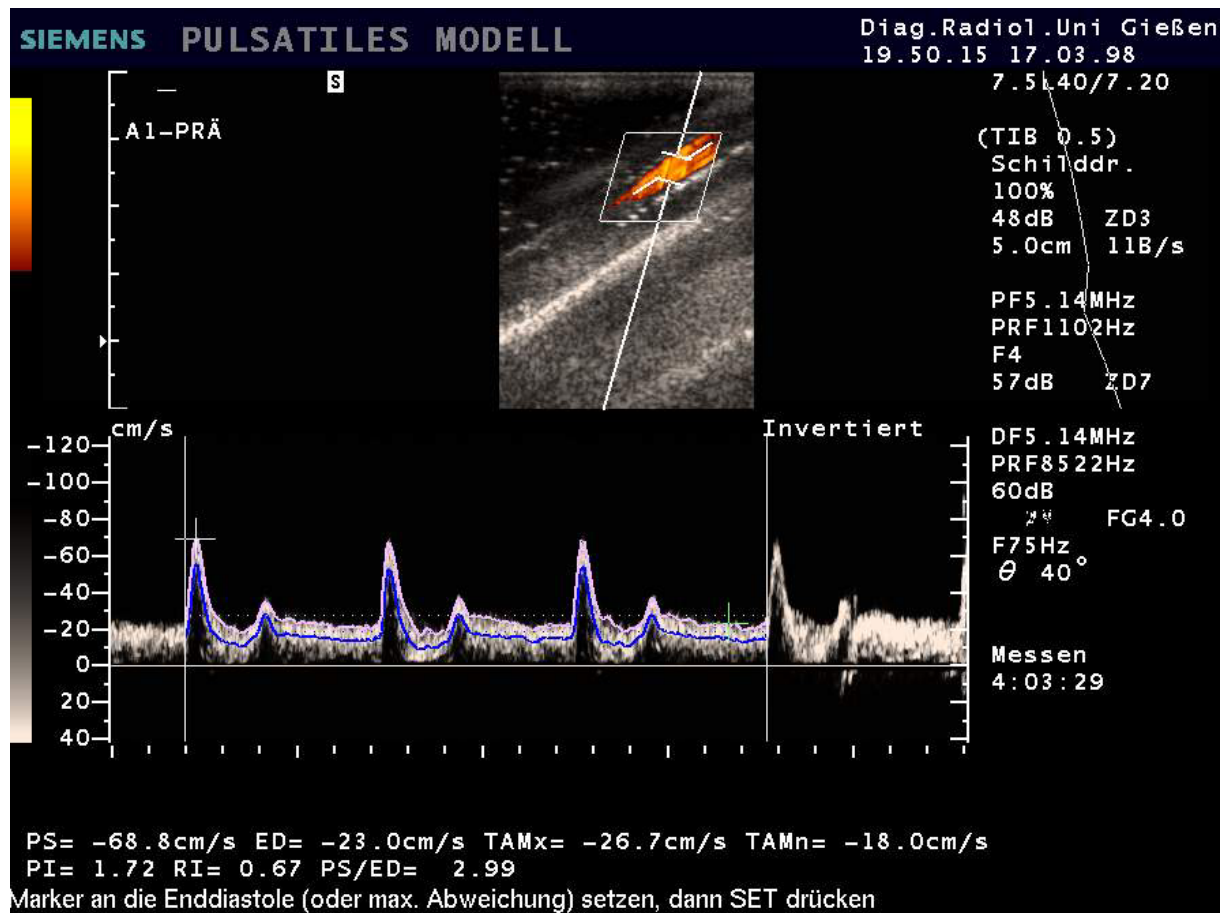 SIEMENS PULSATILES MODELL
Diag.Radiol.Uni Gießen
19.50.15 17.03.98
S
7.5L40/7.20
A1-PRÄ
(TIB 0.5)
Schilddr.
100%
48dB ZD3
5.0cm 11B/s
PF5.14MHz
PRF1102Hz
F4
57dB ZD7
cm/s
Invertiert
-120
-100
-80
-60
-40
-20
0
20
40
DF5.14MHz
PRF8522Hz
60dB
FG4.0
F75Hz
θ 40°
Messen
4:03:29
PS= -68.8cm/s ED= -23.0cm/s TAMx= -26.7cm/s TAMn= -18.0cm/s
PI= 1.72 RI= 0.67 PS/ED= 2.99
Marker an die Enddiastole (oder max. Abweichung) setzen, dann SET drücken